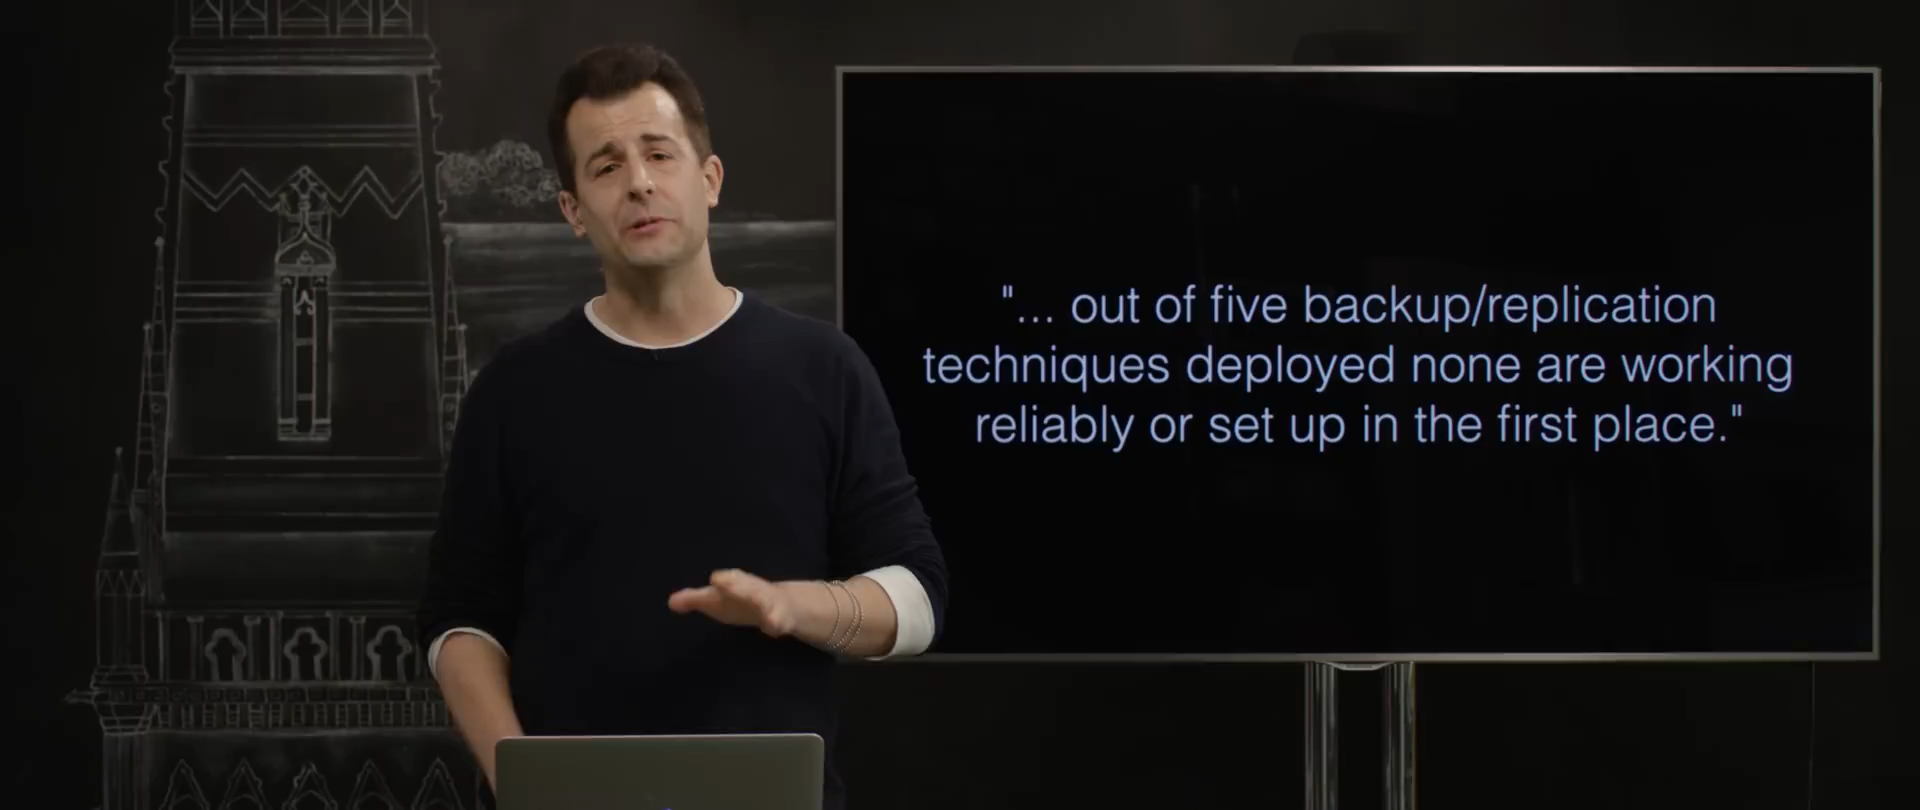 "... out of five backup/replication
techniques deployed none are working
reliably or set up in the first place."